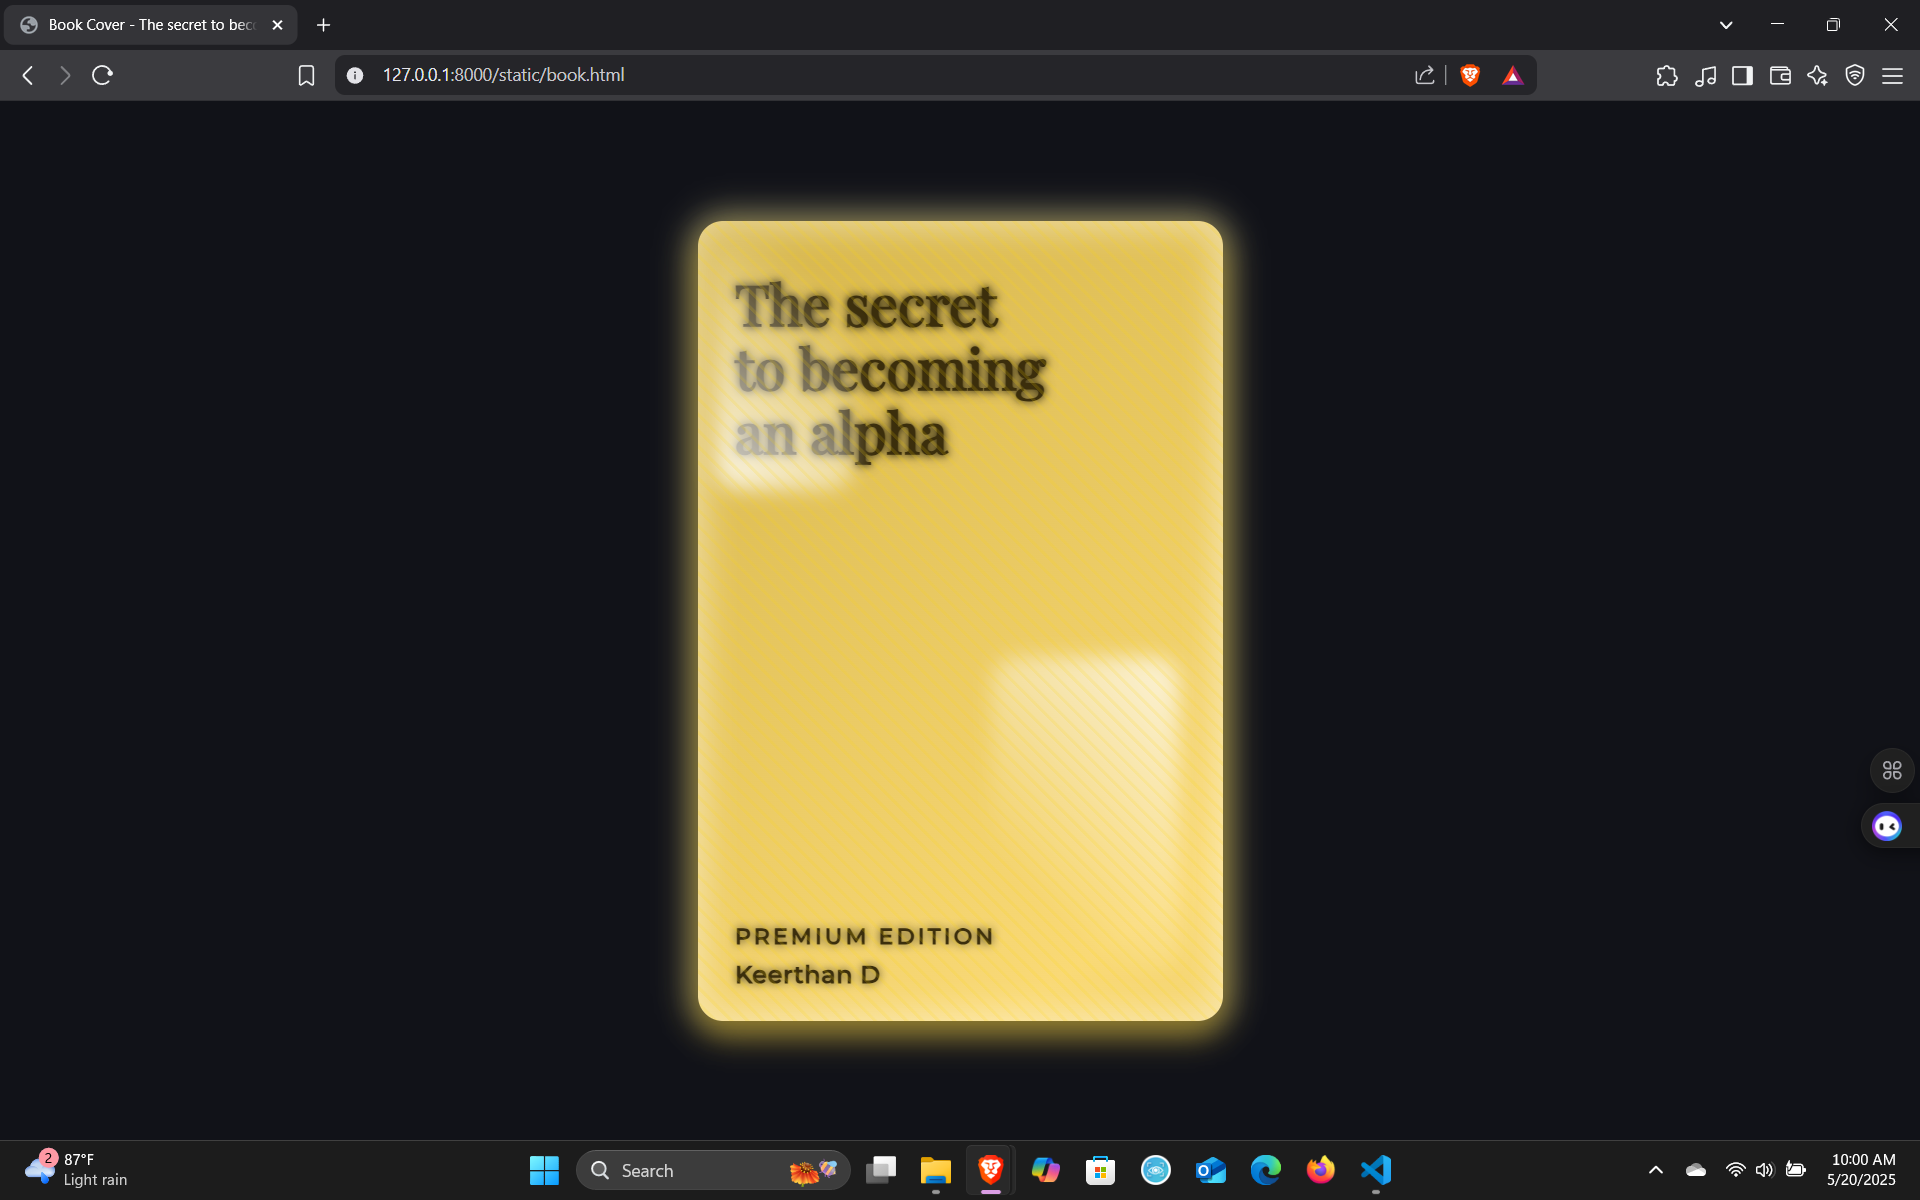 Book Cover - The secret to bec
127.0.0.1:8000/static/book.html
The secret
to becoming
an alpha
PREMIUM EDITION
Keerthan D
2
87°F
Light rain
Search
10:00 AM
5/20/2025